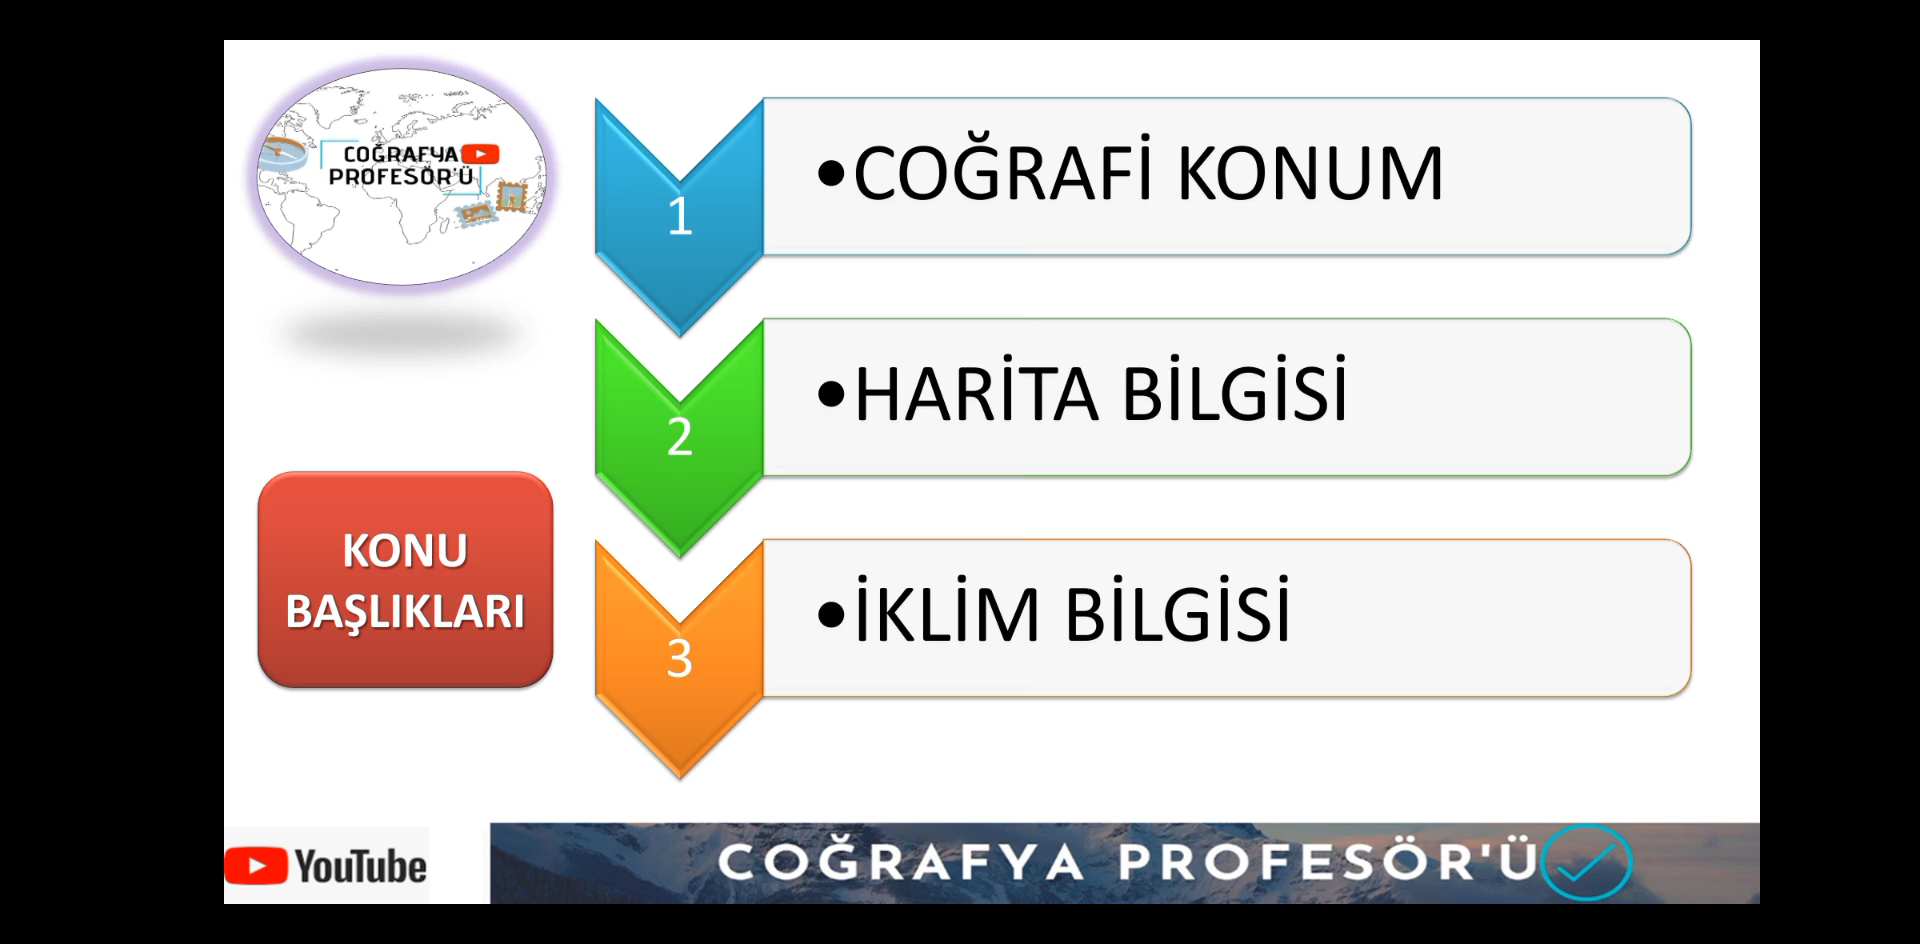 COĞRAFYA
PROFESÖR'Ü
1
•COĞRAFİ KONUM
2
•HARİTA BİLGİSİ
KONU
BAŞLIKLARI
3
•İKLİM BİLGİSİ
YouTube
COĞRAFYA PROFESÖR'Ü